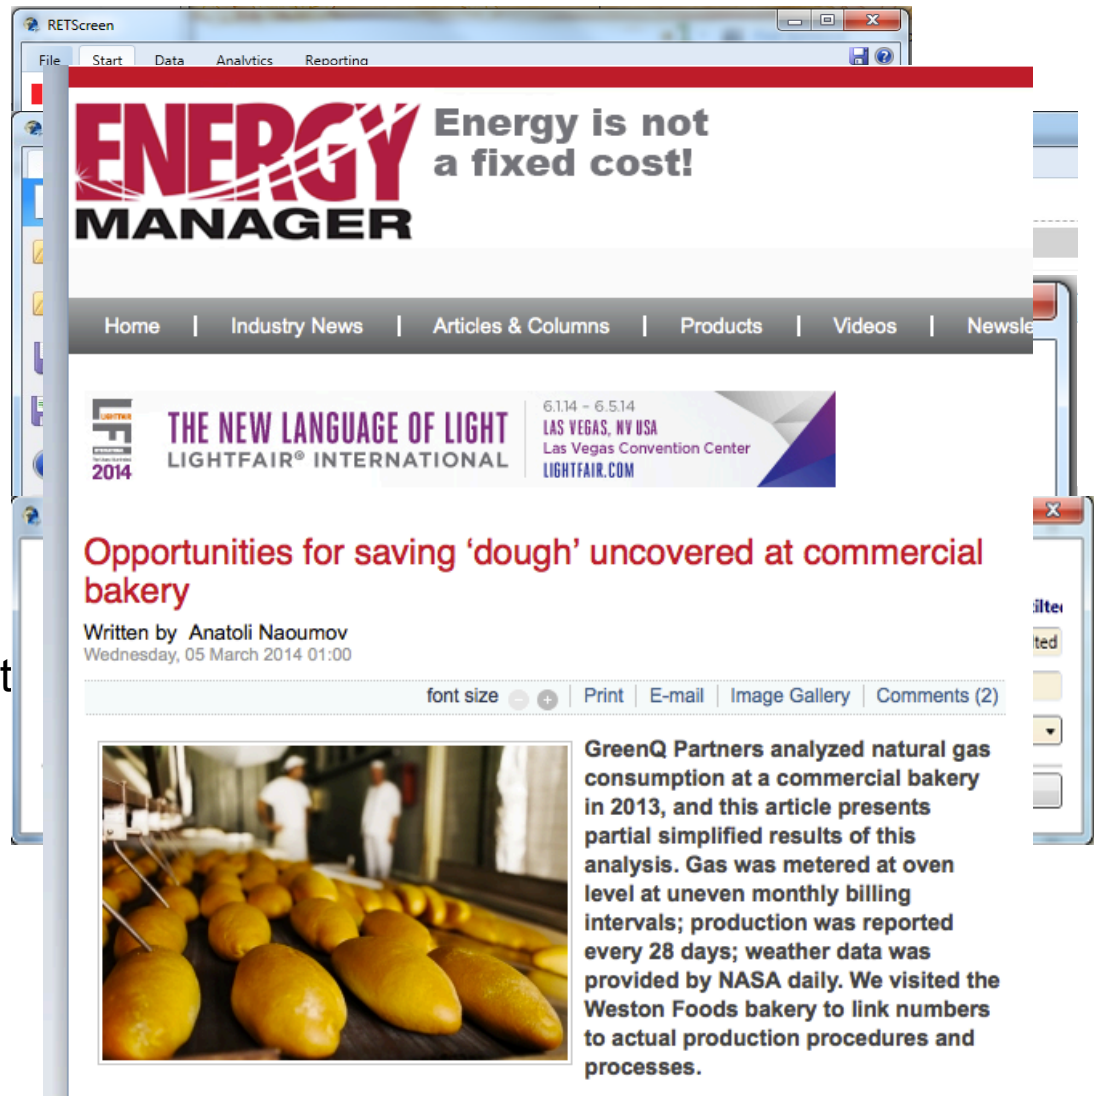 RETScreen
File Start Data Analytics Reporting
ENERGY
MANAGER
Energy is not
a fixed cost!
Home | Industry News | Articles & Columns | Products | Videos | Newsle
LIGHTFAIR
INTERNATIONAL
2014
THE NEW LANGUAGE OF LIGHT
LIGHTFAIR® INTERNATIONAL
6.1.14 – 6.5.14
LAS VEGAS, NV USA
Las Vegas Convention Center
LIGHTFAIR.COM
Opportunities for saving ‘dough’ uncovered at commercial
bakery
ilte
Written by Anatoli Naoumov
ted
Wednesday, 05 March 2014 01:00
t
font size Print E-mail Image Gallery Comments (2)
GreenQ Partners analyzed natural gas
consumption at a commercial bakery
in 2013, and this article presents
partial simplified results of this
analysis. Gas was metered at oven
level at uneven monthly billing
intervals; production was reported
every 28 days; weather data was
provided by NASA daily. We visited the
Weston Foods bakery to link numbers
to actual production procedures and
processes.